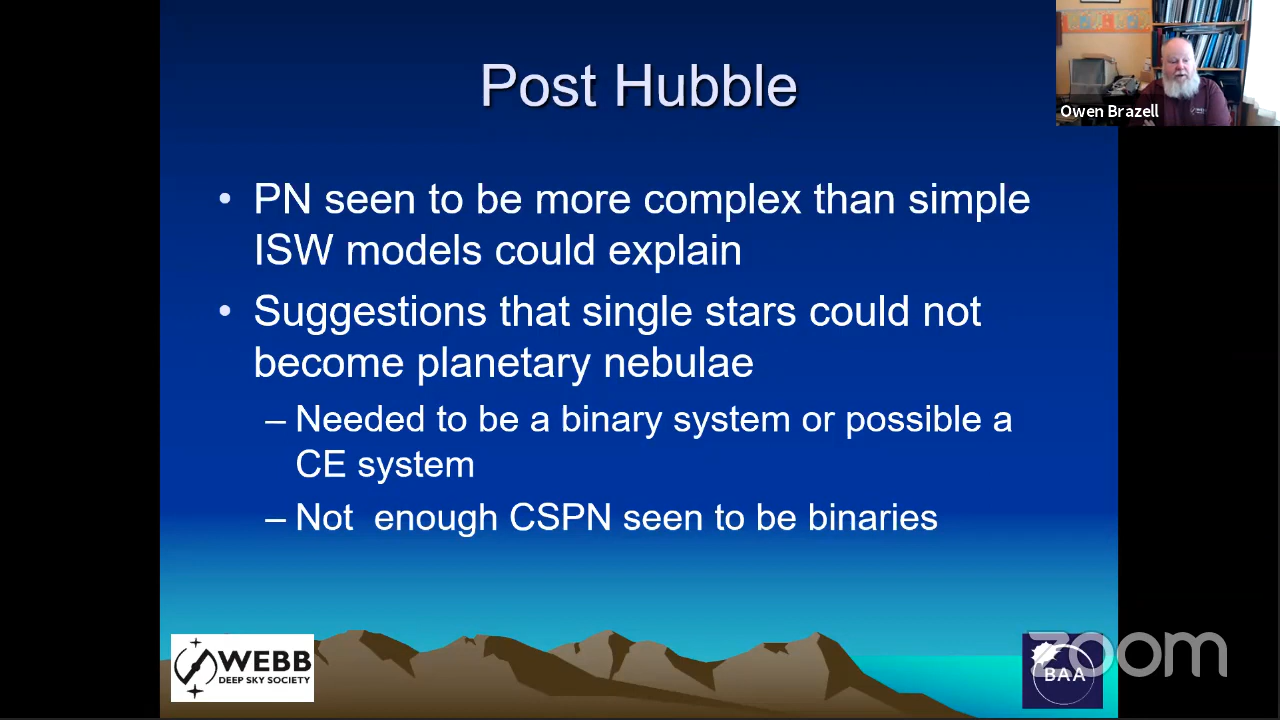 Post Hubble
Owen Brazell
• PN seen to be more complex than simple
ISW models could explain
• Suggestions that single stars could not
become planetary nebulae
– Needed to be a binary system or possible a
CE system
– Not  enough CSPN seen to be binaries
WEBB
DEEP SKY SOCIETY
BAA
zoom